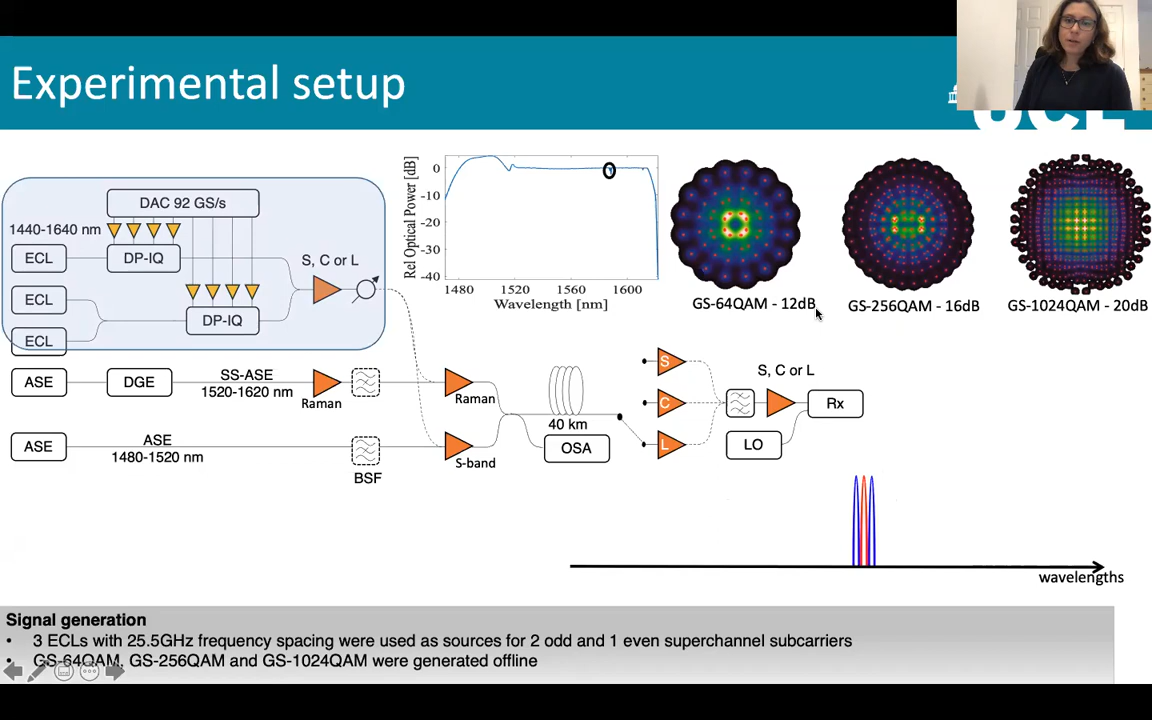 Experimental setup
UCL
DAC 92 GS/s
1440-1640 nm
ECL
DP-IQ
S, C or L
ECL
DP-IQ
ECL
Rel Optical Power [dB]
0
-10
-20
-30
-40
1480
1520
1560
1600
Wavelength [nm]
GS-64QAM - 12dB
GS-256QAM - 16dB
GS-1024QAM - 20dB
ASE
DGE
SS-ASE
1520-1620 nm
Raman
Raman
40 km
OSA
S
C
L
S, C or L
Rx
LO
ASE
ASE
1480-1520 nm
BSF
S-band
wavelengths
Signal generation
• 3 ECLs with 25.5GHz frequency spacing were used as sources for 2 odd and 1 even superchannel subcarriers
• GS-64QAM, GS-256QAM and GS-1024QAM were generated offline